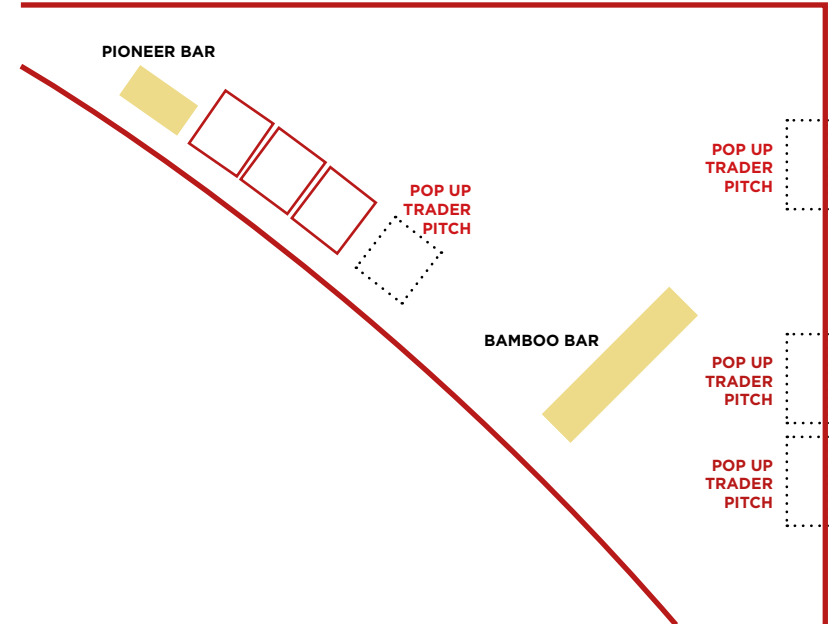 PIONEER BAR
POP UP
TRADER
PITCH
POP UP
TRADER
PITCH
BAMBOO BAR
POP UP
TRADER
PITCH
POP UP
TRADER
PITCH